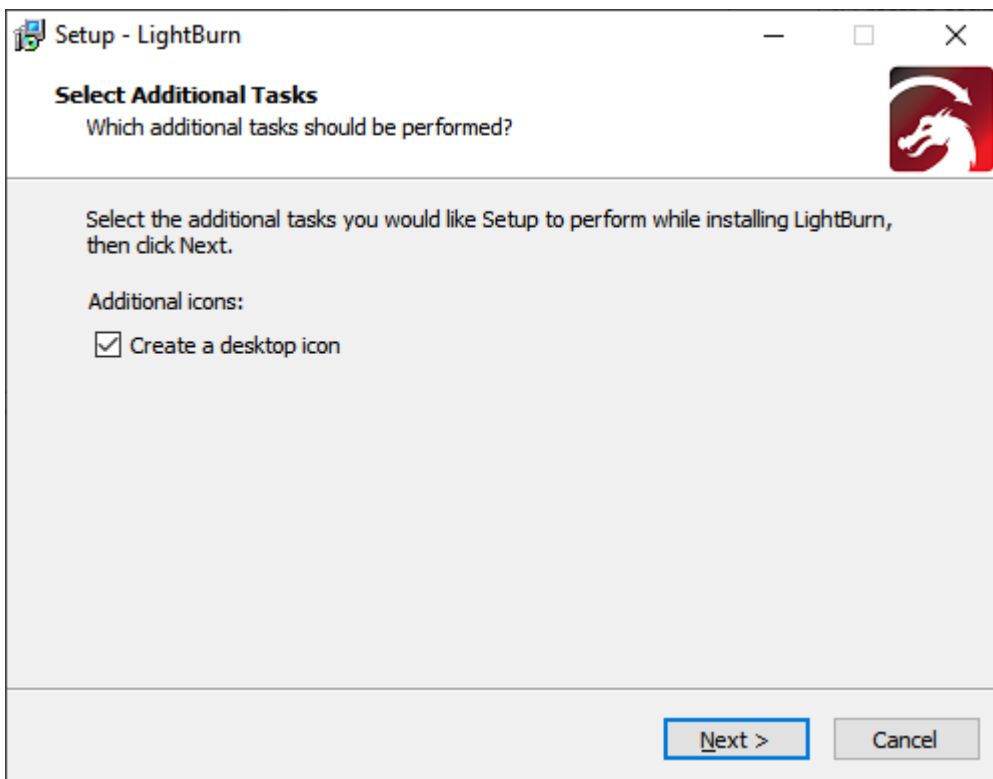 Setup - LightBurn
Select Additional Tasks
Which additional tasks should be performed?
Select the additional tasks you would like Setup to perform while installing LightBurn,
then click Next.
Additional icons:
Create a desktop icon
Next >
Cancel